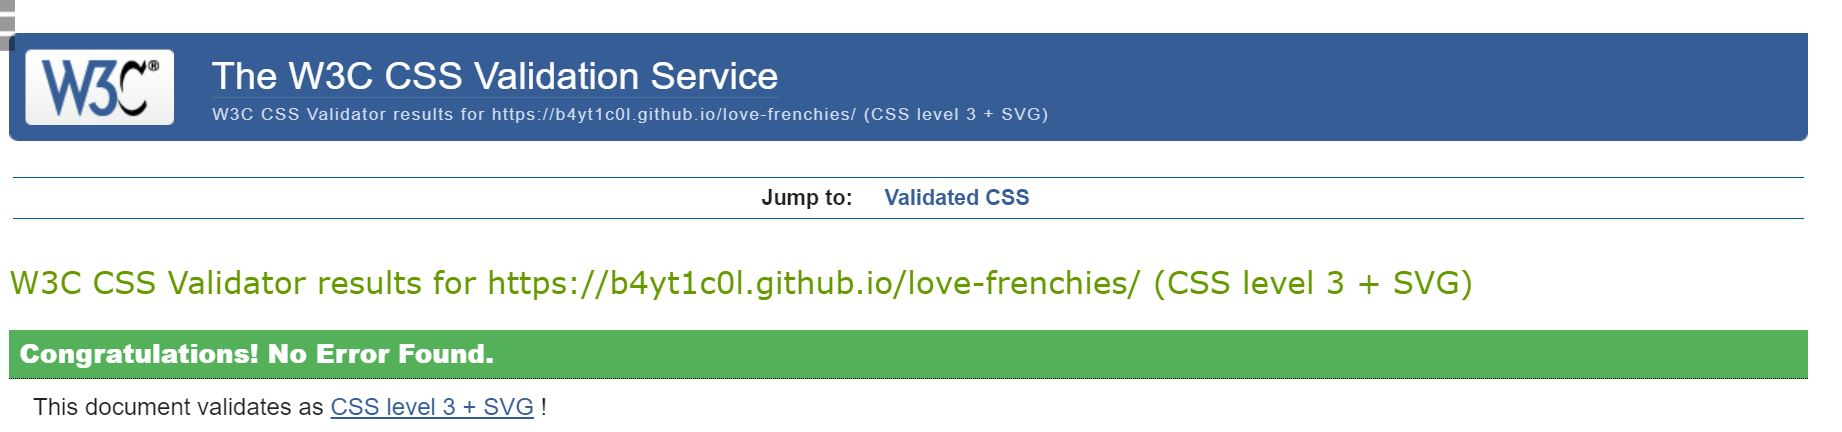 W3C®
The W3C CSS Validation Service
W3C CSS Validator results for https://b4yt1c0l.github.io/love-frenchies/ (CSS level 3 + SVG)
Jump to: Validated CSS
W3C CSS Validator results for https://b4yt1c0l.github.io/love-frenchies/ (CSS level 3 + SVG)
Congratulations! No Error Found.
This document validates as CSS level 3 + SVG !